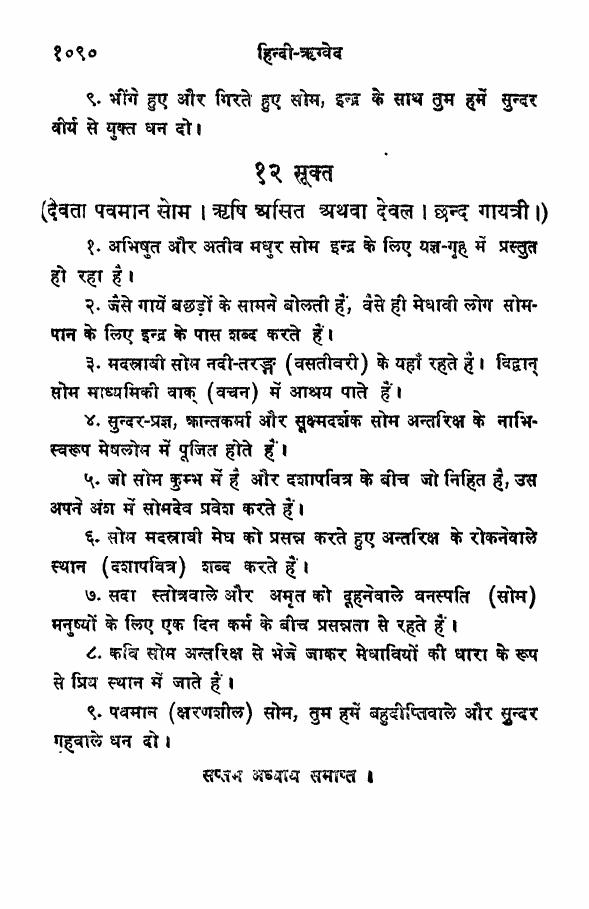 १०९० हिन्दी-ऋग्वेद
९. भींगे हुए और गिरते हुए सोम, इन्द्र के साथ तुम हमें सुन्दर
वीर्य से युक्त धन दो।
१२ सूक्त
(देवता पवमान सोम । ऋषि असित अथवा देवल । छन्द गायत्री।)
१. अभिषुत और अतीव मधुर सोम इन्द्र के लिए यज्ञ-गृह में प्रस्तुत
हो रहा है।
२. जैसे गायें बछड़ों के सामने बोलती हैं, वैसे ही मेधावी लोग सोम-
पान के लिए इन्द्र के पास शब्द करते हैं।
३. मदस्रावी सोम नदी-तरङ्ग (वसतीवरी) के यहाँ रहते हैं। विद्वान्
सोम माध्यमिकी वाक् (वचन) में आश्रय पाते हैं।
४. सुन्दर-प्रज्ञ, क्रान्तकर्मा और सूक्ष्मदर्शक सोम अन्तरिक्ष के नाभि-
स्वरूप मेषलोम में पूजित होते हैं।
५. जो सोम कुम्भ में है और दशापवित्र के बीच जो निहित है, उस
अपने अंश में सोमदेव प्रवेश करते हैं।
६. सोम मदस्रावी मेघ को प्रसन्न करते हुए अन्तरिक्ष के रोकनेवाले
स्थान (दशापवित्र) शब्द करते हैं।
७. सदा स्तोत्रवाले और अमृत को दूहनेवाले वनस्पति (सोम)
मनुष्यों के लिए एक दिन कर्म के बीच प्रसन्नता से रहते हैं।
८. कवि सोम अन्तरिक्ष से भेजे जाकर मेधावियों की धारा के रूप
से प्रिय स्थान में जाते हैं।
९. पवमान (क्षरणशील) सोम, तुम हमें बहुदीप्तिवाले और सुन्दर
गृहवाले धन दो।
सप्तम अध्याय समाप्त ।